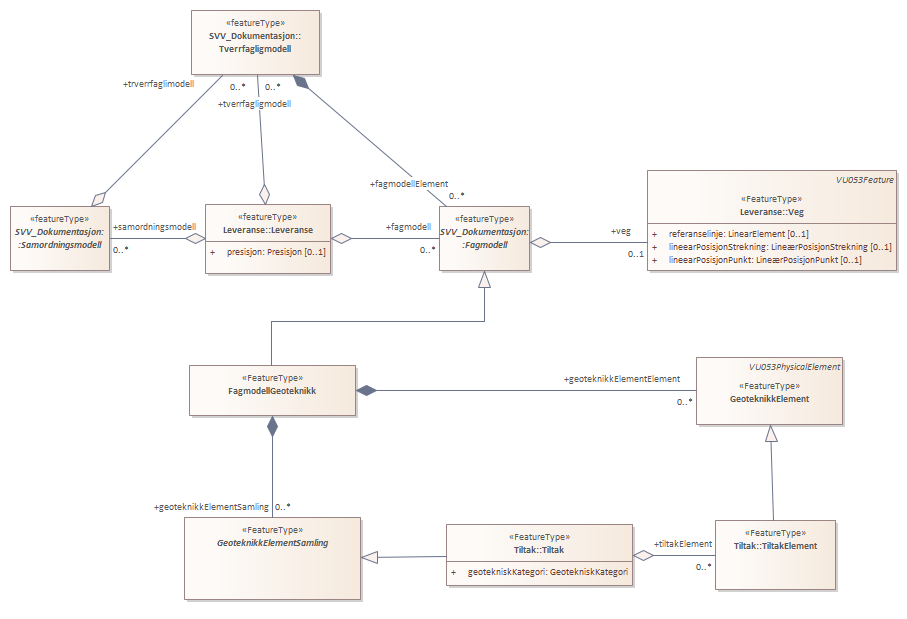 «featureType»
SVV_Dokumentasjon::
Tverrfagligmodell
+trverrfaglimodell
0..*
0..*
+tverrfagligmodell
+fagmodellElement
0..*
VU053Feature
«FeatureType»
Leveranse::Veg
+ referanselinje: LinearElement [0..1]
+ lineearPosisjonStrekning: LineærPosisjonStrekning [0..1]
+ lineeærPosisjonPunkt: LineærPosisjonPunkt [0..1]
«featureType»
SVV_Dokumentasjon:
:Samordningsmodell
+samordningsmodell
0..*
«featureType»
Leveranse::Leveranse
+ presisjon: Presisjon [0..1]
+fagmodell
0..*
«featureType»
SVV_Dokumentasjon:
:Fagmodell
+veg
0..1
«FeatureType»
FagmodellGeoteknikk
+geoteknikkElementElement
0..*
VU053PhysicalElement
«FeatureType»
GeoteknikkElement
+geoteknikkElementSamling
0..*
«FeatureType»
GeoteknikkElementSamling
«FeatureType»
Tiltak::Tiltak
+ geotekniskKategori: GeotekniskKategori
+tiltakElement
0..*
«FeatureType»
Tiltak::TiltakElement